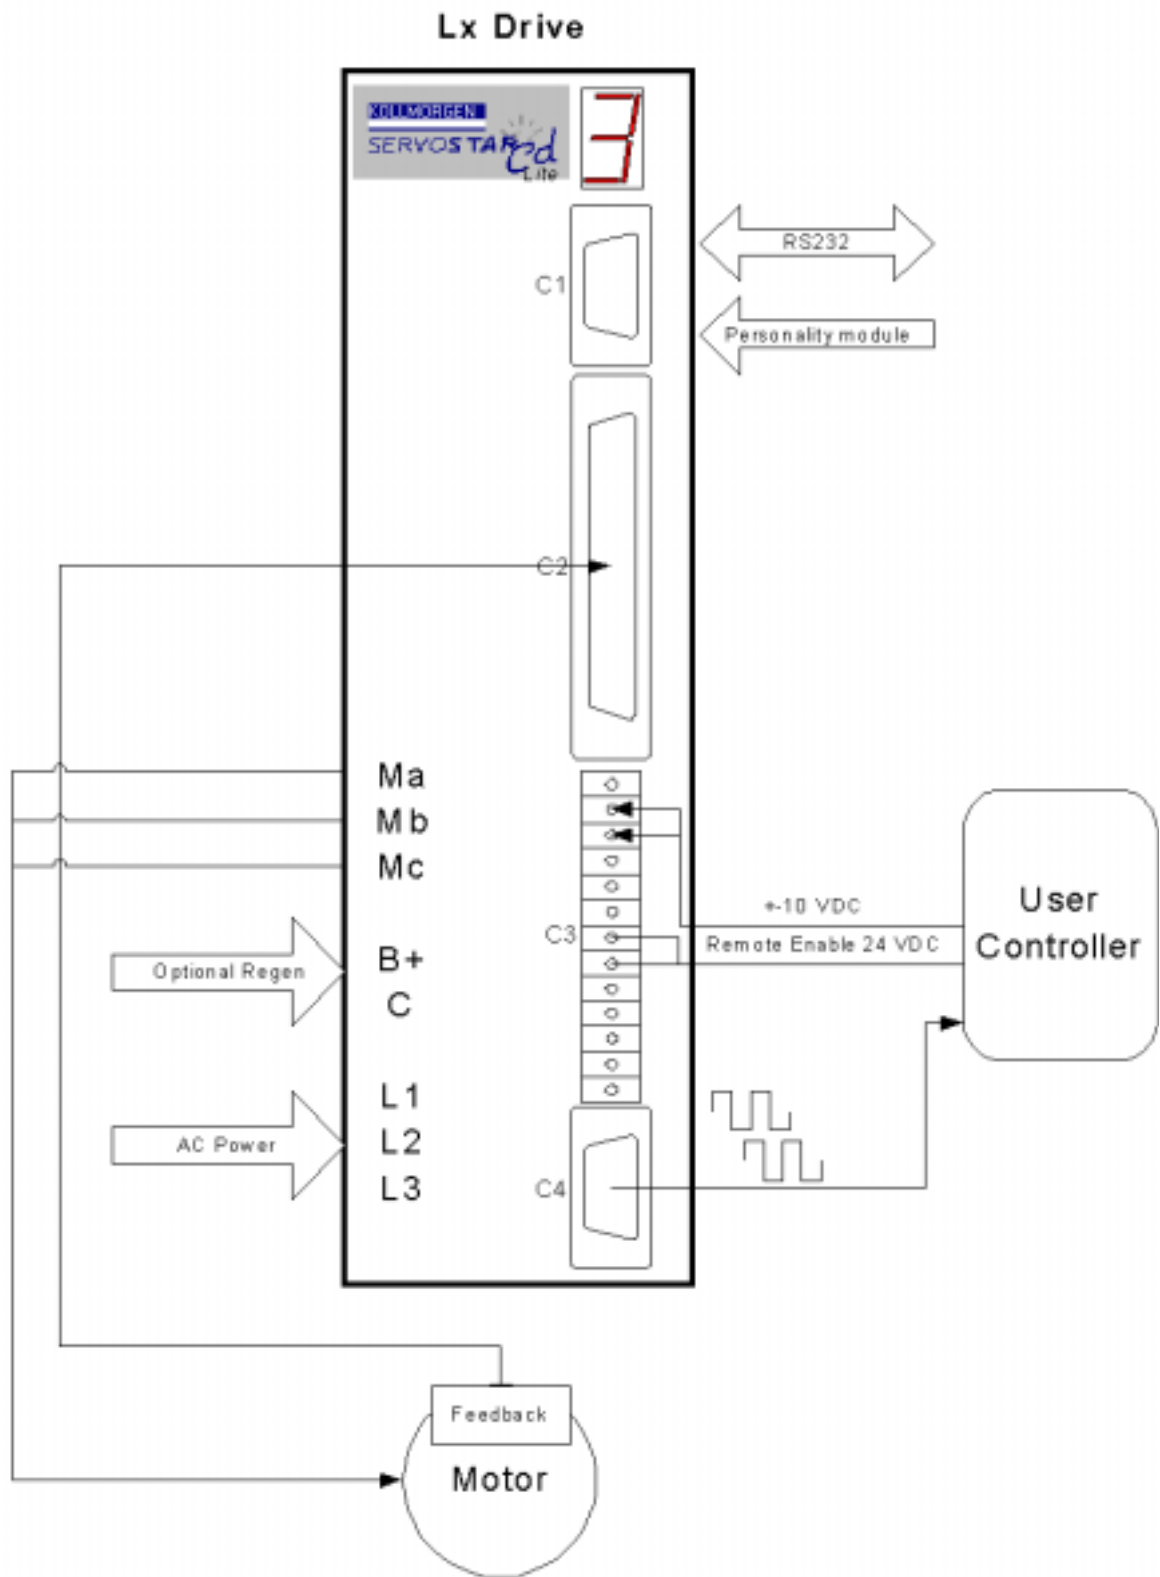 Lx Drive
KOLLMORGEN
SERVOSTAR Cd
Lite
3
RS232
C1
Personality module
C2
Ma
Mb
Mc
+-10 VDC
User
Controller
C3
Remote Enable 24 VDC
B+
Optional Regen
C
L1
L2
AC Power
L3
C4
Feedback
Motor